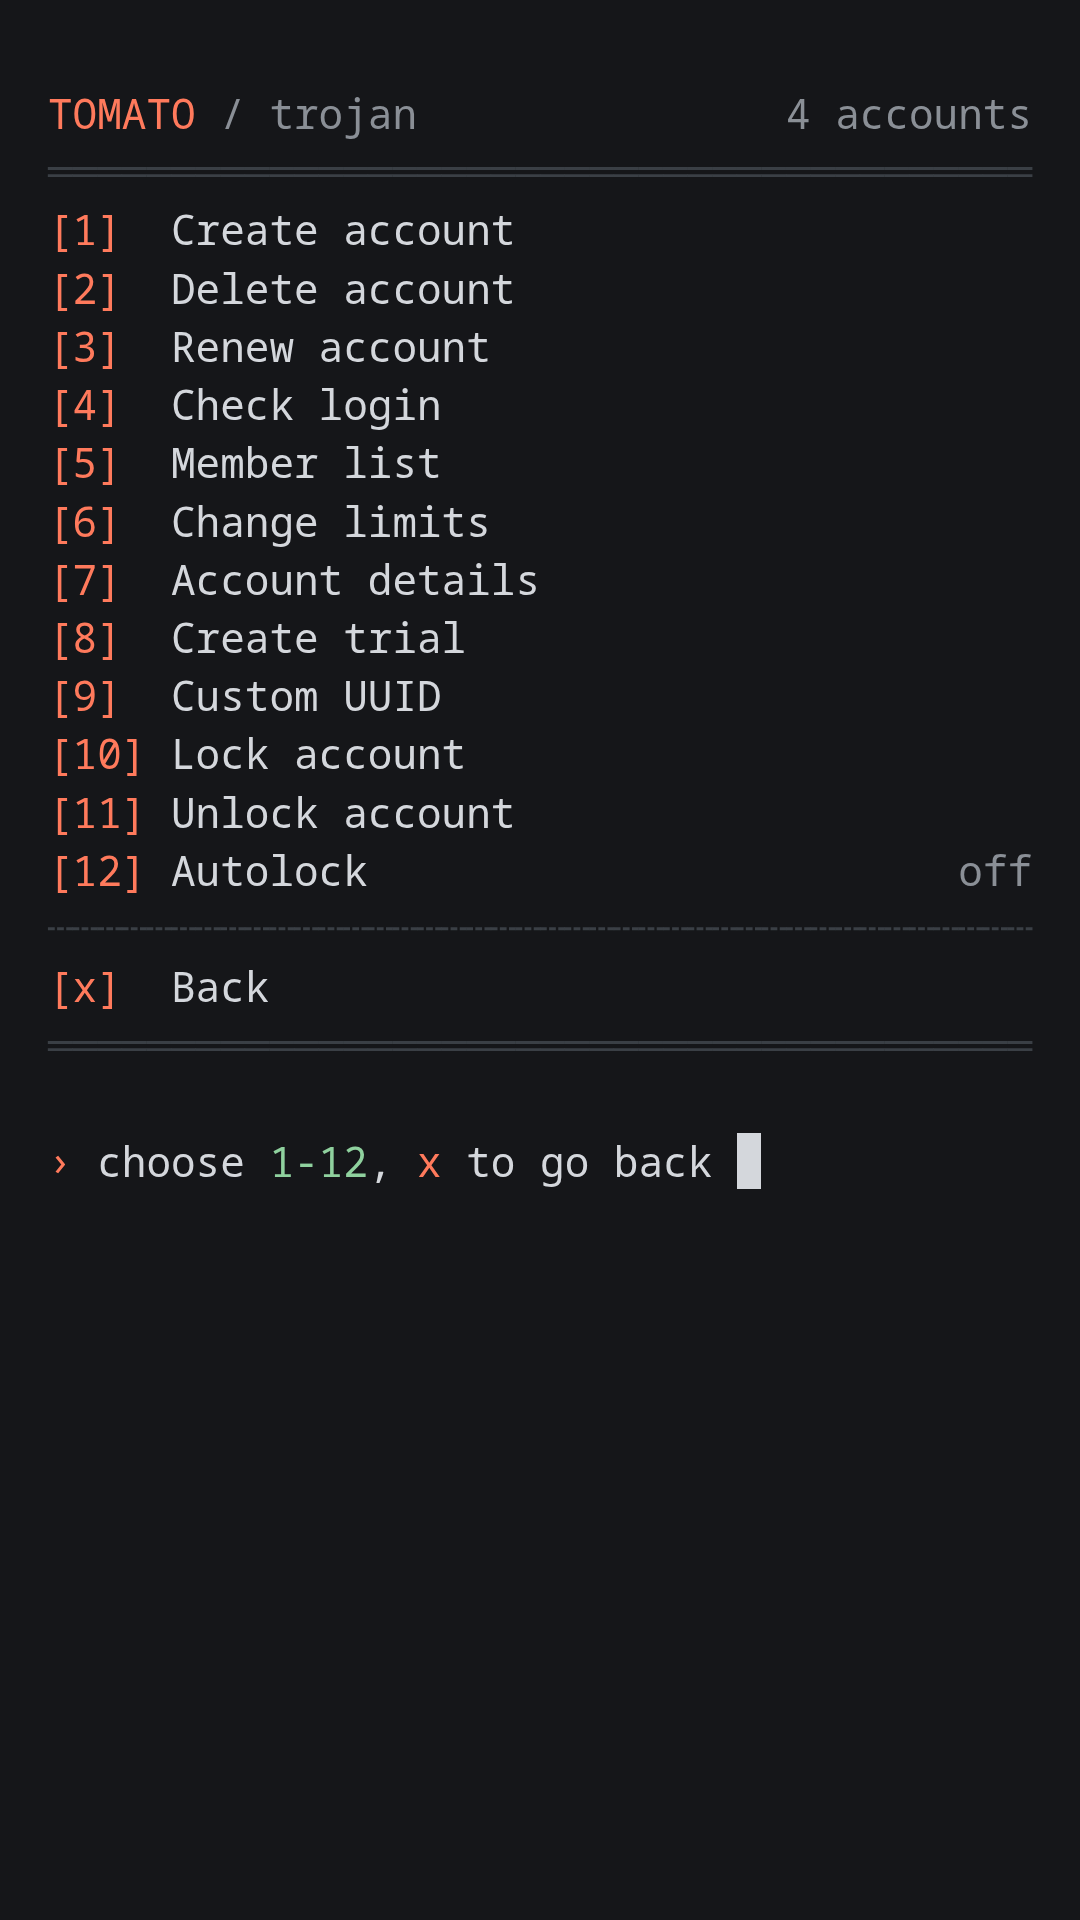 TOMATO / trojan 4 accounts
[1] Create account
[2] Delete account
[3] Renew account
[4] Check login
[5] Member list
[6] Change limits
[7] Account details
[8] Create trial
[9] Custom UUID
[10] Lock account
[11] Unlock account
[12] Autolock off
[x] Back
› choose 1-12, x to go back